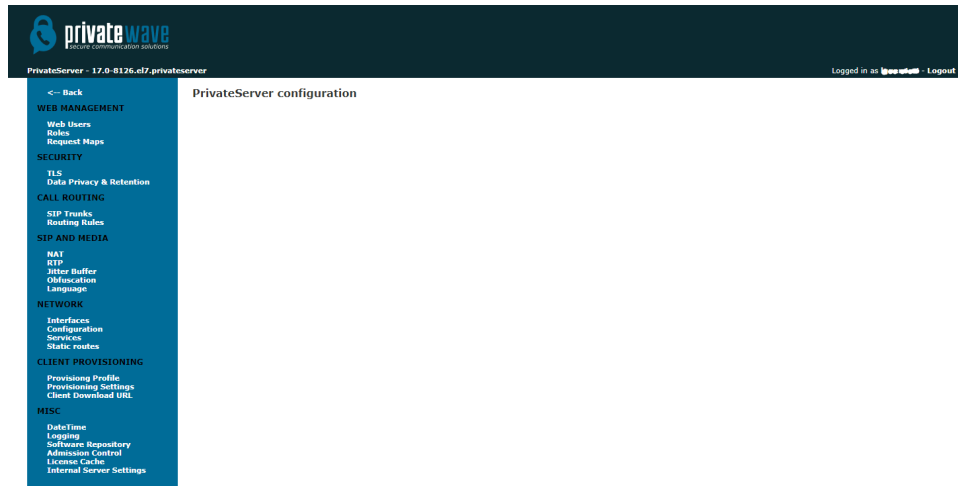 privatewave
secure communication solutions
PrivateServer - 17.0-8126.el7.privateserver
Logged in as - Logout
<-- Back
PrivateServer configuration
WEB MANAGEMENT
Web Users
Roles
Request Maps
SECURITY
TLS
Data Privacy & Retention
CALL ROUTING
SIP Trunks
Routing Rules
SIP AND MEDIA
NAT
RTP
Jitter Buffer
Obfuscation
Language
NETWORK
Interfaces
Configuration
Services
Static routes
CLIENT PROVISIONING
Provisiong Profile
Provisioning Settings
Client Download URL
MISC
DateTime
Logging
Software Repository
Admission Control
License Cache
Internal Server Settings